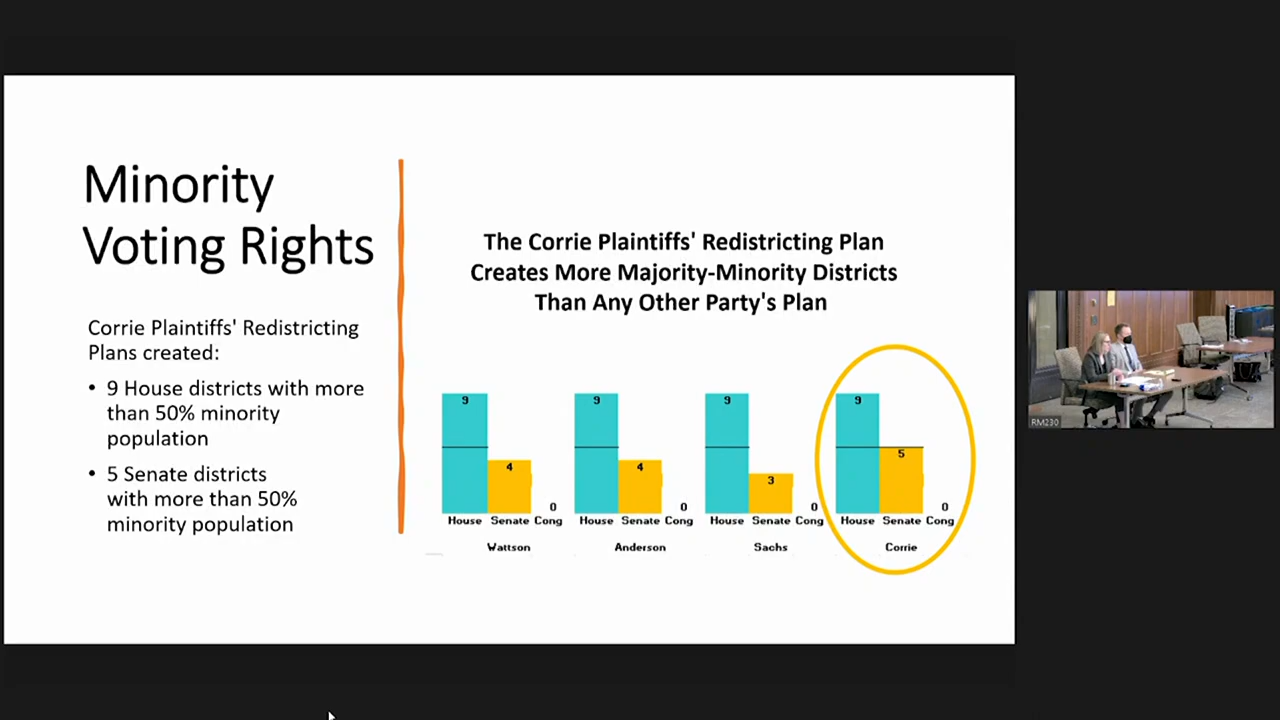 Minority
Voting Rights
Corrie Plaintiffs' Redistricting
Plans created:
• 9 House districts with more
than 50% minority
population
• 5 Senate districts
with more than 50%
minority population
The Corrie Plaintiffs' Redistricting Plan
Creates More Majority-Minority Districts
Than Any Other Party's Plan
9 4 0 9 4 0 9 3 0 9 5 0
House Senate Cong House Senate Cong House Senate Cong House Senate Cong
Wattson Anderson Sachs Corrie
RM230